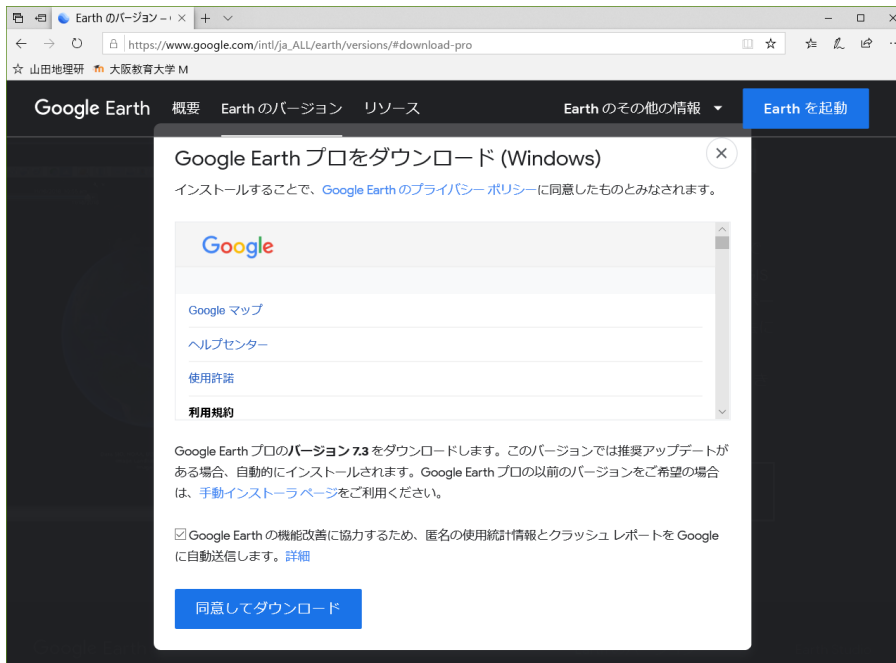 Earth のバージョン –
https://www.google.com/intl/ja_ALL/earth/versions/#download-pro
山田地理研 大阪教育大学 M
Google Earth 概要 Earth のバージョン リソース Earth のその他の情報 Earth を起動
Google Earth プロをダウンロード (Windows)
インストールすることで、Google Earth のプライバシー ポリシーに同意したものとみなされます。
Google
Google マップ
ヘルプセンター
使用許諾
利用規約
Google Earth プロのバージョン 7.3 をダウンロードします。このバージョンでは推奨アップデートが
ある場合、自動的にインストールされます。Google Earth プロの以前のバージョンをご希望の場合
は、手動インストーラ ページをご利用ください。
Google Earth の機能改善に協力するため、匿名の使用統計情報とクラッシュ レポートを Google
に自動送信します。詳細
同意してダウンロード